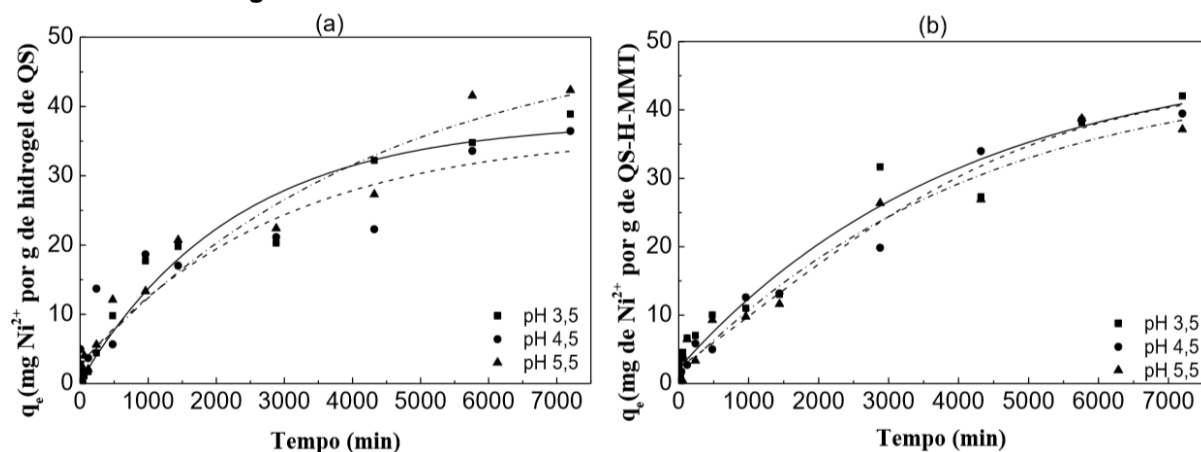 (a)
50
40
30
20
10
0
qₑ(mg Ni²⁺ por g de hidrogel de QS)
pH 3,5
pH 4,5
pH 5,5
0 1000 2000 3000 4000 5000 6000 7000
Tempo (min)
(b)
50
40
30
20
10
0
qₑ(mg de Ni²⁺ por g de QS-H-MMT)
pH 3,5
pH 4,5
pH 5,5
0 1000 2000 3000 4000 5000 6000 7000
Tempo (min)